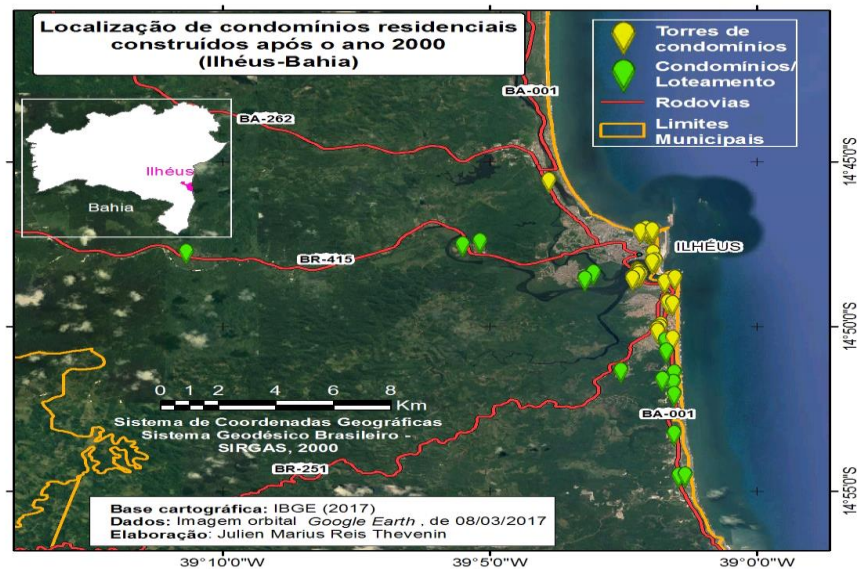 Localização de condomínios residenciais
construídos após o ano 2000
(Ilhéus-Bahia)
Torres de
condomínios
Condomínios/
Loteamento
Rodovias
Limites
Municipais
BA-001
BA-262
Ilhéus
Bahia
14°45'0"S
ILHÉUS
BR-415
14°50'0"S
0 1 2 4 6 8
Km
Sistema de Coordenadas Geográficas
Sistema Geodésico Brasileiro -
SIRGAS, 2000
BA-001
BR-251
14°55'0"S
Base cartográfica: IBGE (2017)
Dados: Imagem orbital Google Earth , de 08/03/2017
Elaboração: Julien Marius Reis Thevenin
39°10'0"W 39°5'0"W 39°0'0"W